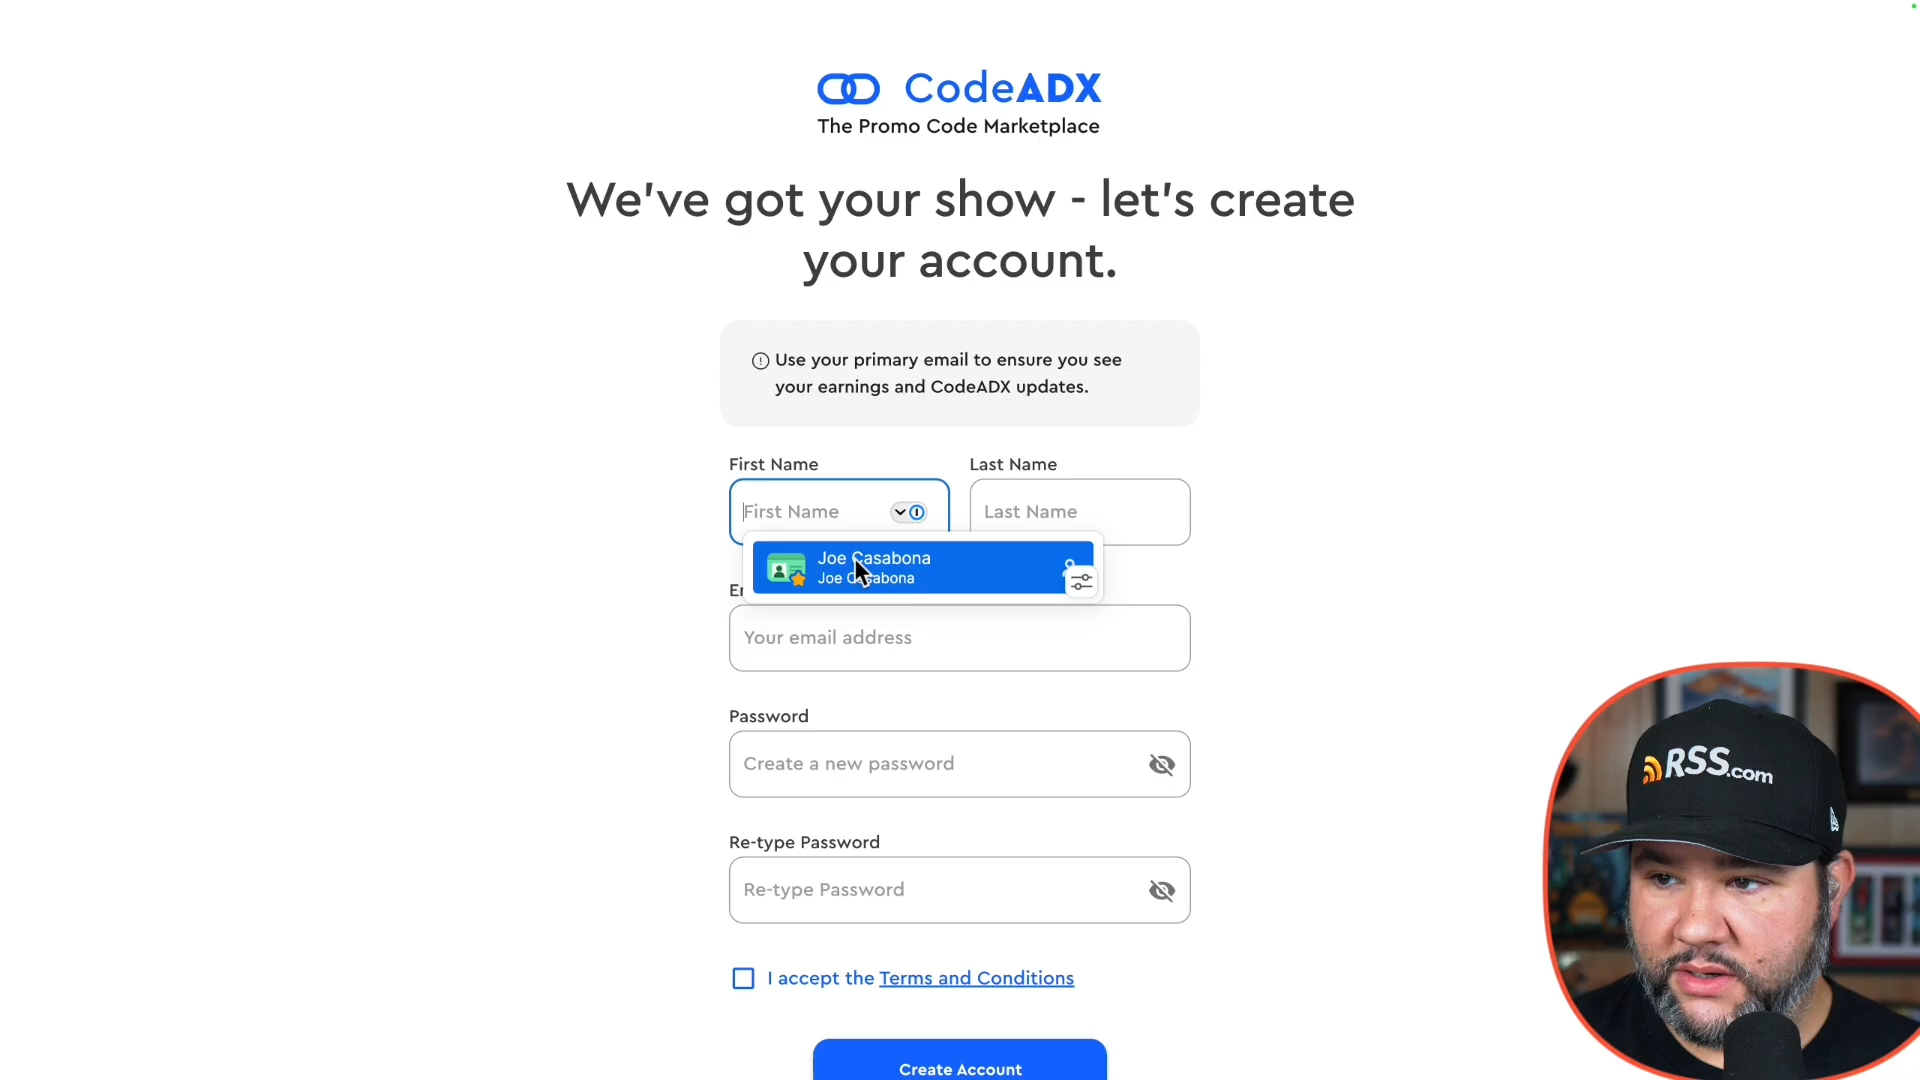 CodeADX
The Promo Code Marketplace
We've got your show - let's create
your account.
Use your primary email to ensure you see
your earnings and CodeADX updates.
First Name
Last Name
First Name
Last Name
Joe Casabona
Joe Casabona
Your email address
Password
Create a new password
Re-type Password
Re-type Password
I accept the Terms and Conditions
Create Account
RSS.com